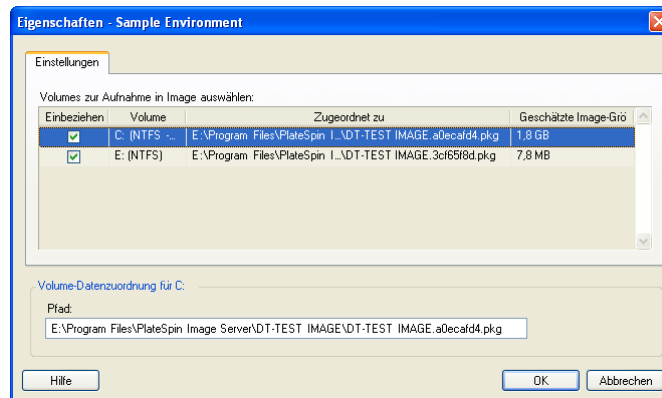 Eigenschaften - Sample Environment
Einstellungen
Volumes zur Aufnahme in Image auswählen:
Einbeziehen Volume Zugeordnet zu Geschätzte Image-Grö
C: (NTFS -... E:\Program Files\PlateSpin I...\DT-TEST IMAGE.a0ecafd4.pkg 1,8 GB
E: (NTFS) E:\Program Files\PlateSpin I...\DT-TEST IMAGE.3cf65f8d.pkg 7,8 MB
Volume-Datenzuordnung für C:
Pfad:
E:\Program Files\PlateSpin Image Server\DT-TEST IMAGE\DT-TEST IMAGE.a0ecafd4.pkg
Hilfe OK Abbrechen